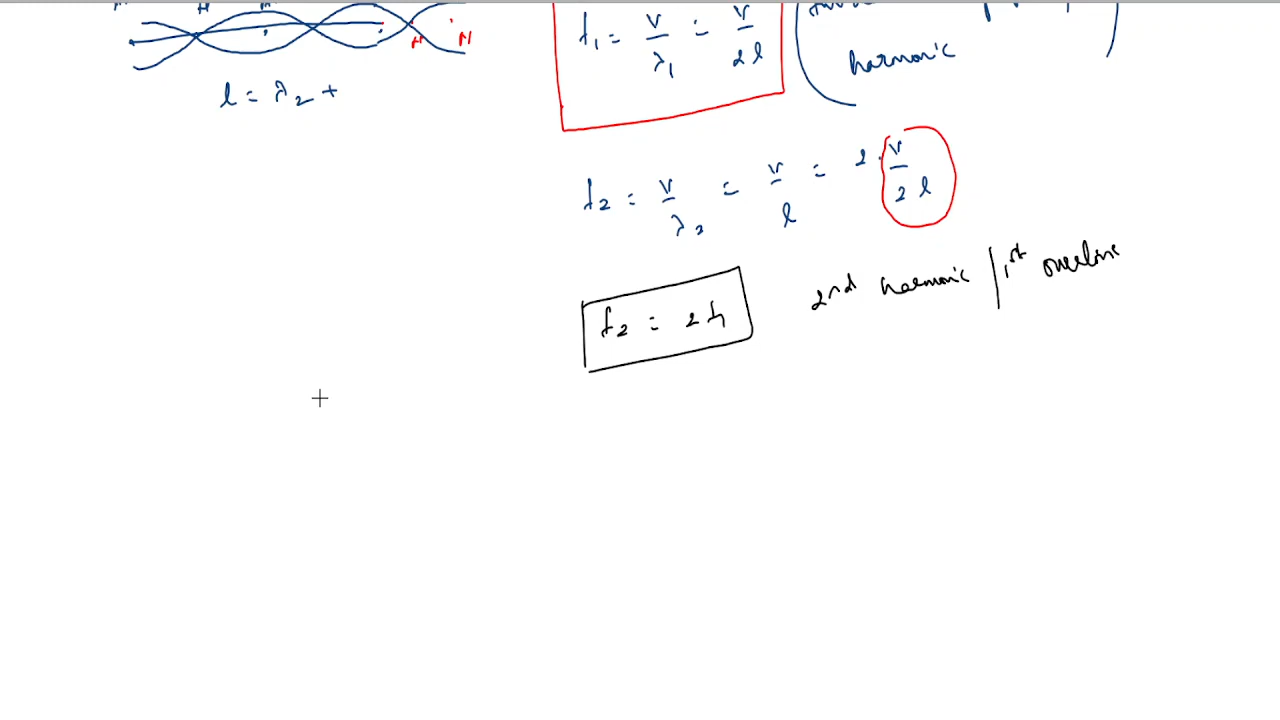 f₁ = v/λ₁ = v/2l
harmonic
l = λ₂ +
f₂ = v/λ₂ = v/l = 2 · v/2l
2nd harmonic / 1st overtone
f₂ = 2f₁